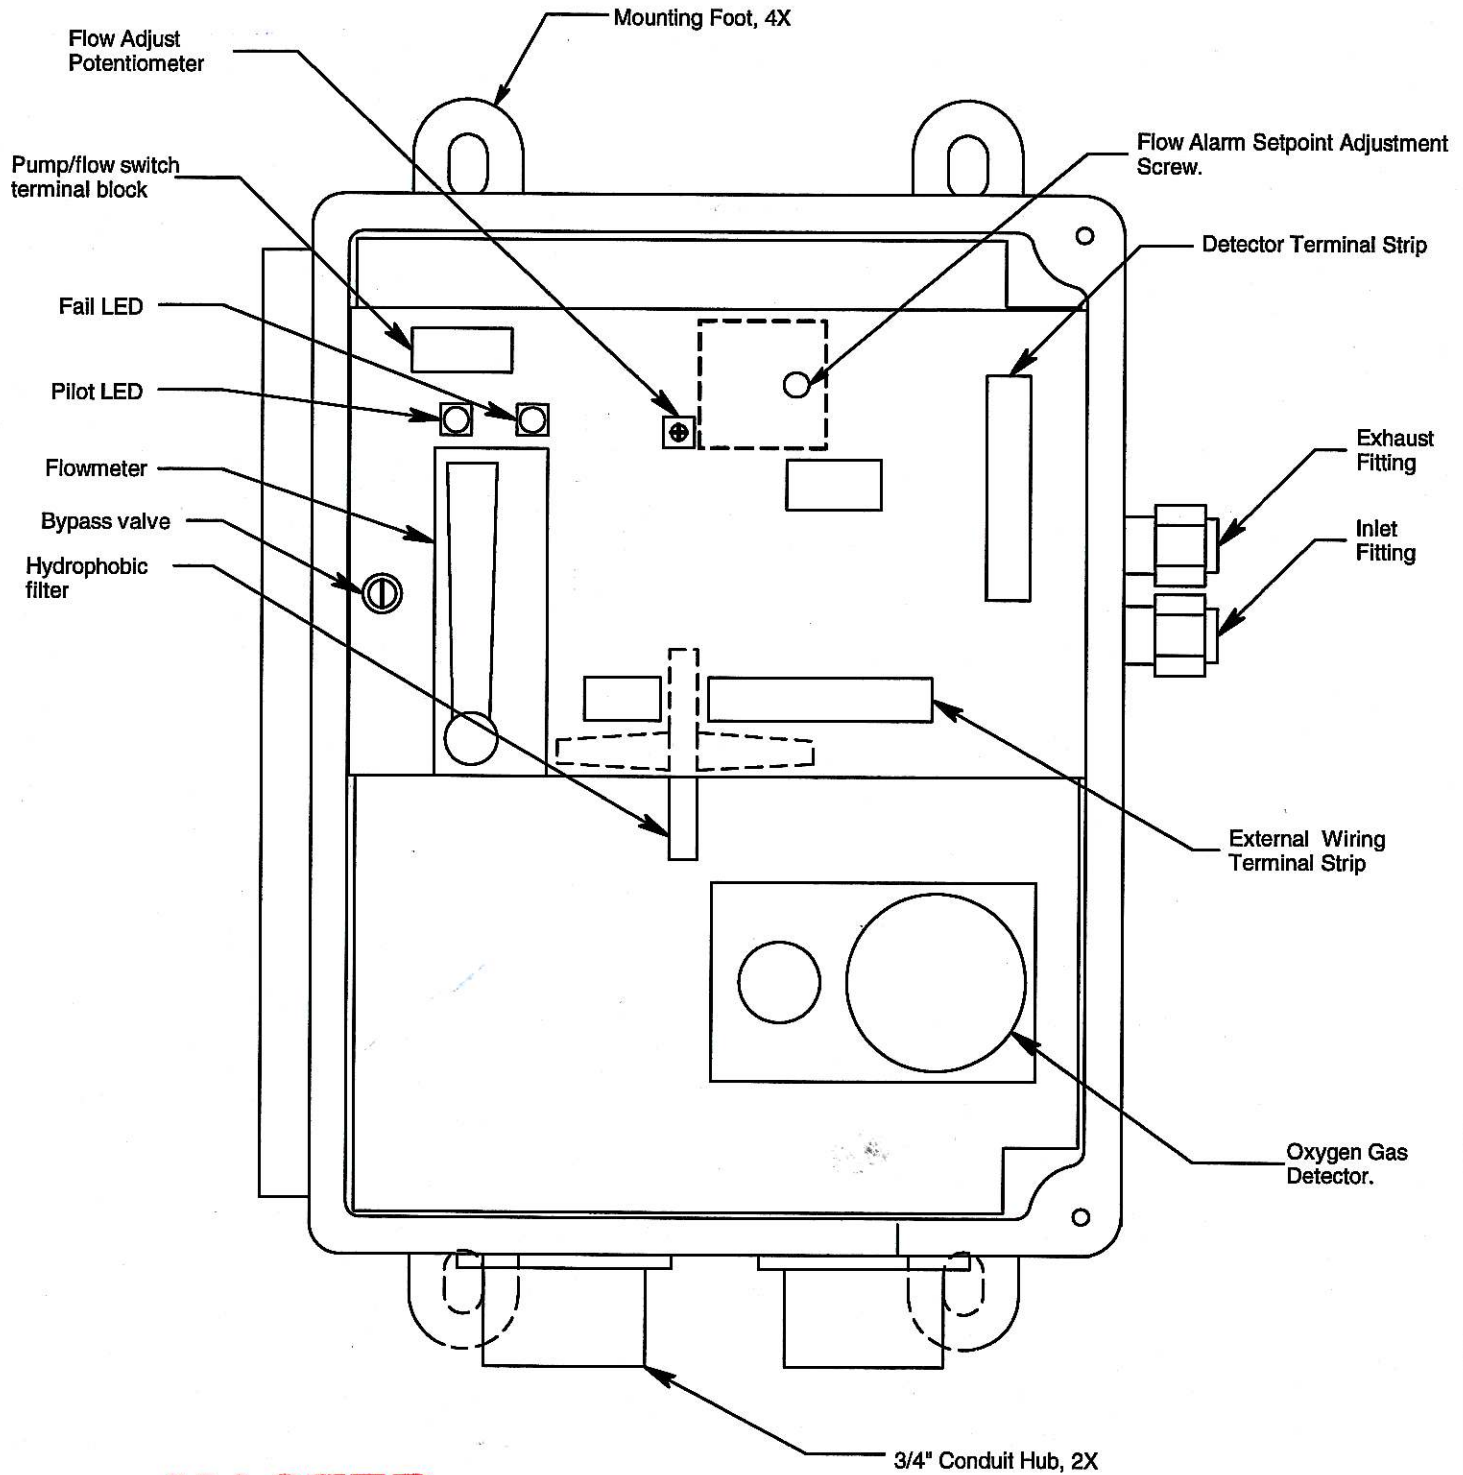 Mounting Foot, 4X
Flow Adjust
Potentiometer
Flow Alarm Setpoint Adjustment
Screw.
Pump/flow switch
terminal block
Detector Terminal Strip
Fail LED
Pilot LED
Exhaust
Fitting
Flowmeter
Bypass valve
Inlet
Fitting
Hydrophobic
filter
External Wiring
Terminal Strip
Oxygen Gas
Detector.
3/4" Conduit Hub, 2X